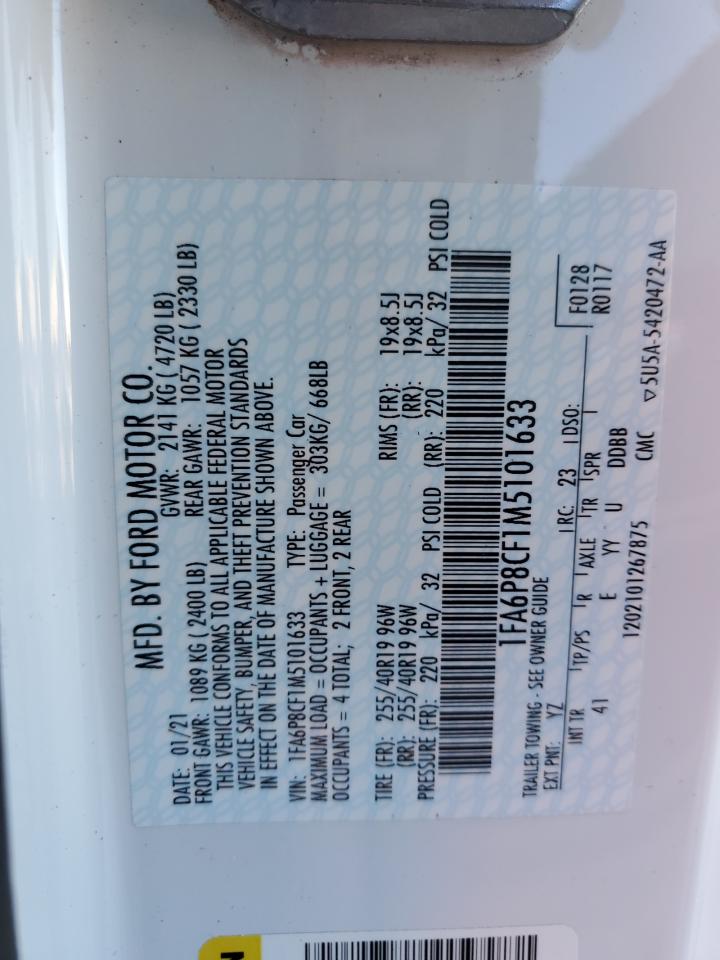 MFD. BY FORD MOTOR CO.
DATE: 01/21 GVWR: 2141 KG ( 4720 LB)
FRONT GAWR: 1089 KG ( 2400 LB) REAR GAWR: 1057 KG ( 2330 LB)
THIS VEHICLE CONFORMS TO ALL APPLICABLE FEDERAL MOTOR
VEHICLE SAFETY, BUMPER, AND THEFT PREVENTION STANDARDS
IN EFFECT ON THE DATE OF MANUFACTURE SHOWN ABOVE.
VIN: 1FA6P8CF1M5101633 TYPE: Passenger Car
MAXIMUM LOAD = OCCUPANTS + LUGGAGE = 303KG/ 668LB
OCCUPANTS = 4 TOTAL; 2 FRONT, 2 REAR
TIRE (FR): 255/40R19 96W RIMS (FR): 19x8.5J
(RR): 255/40R19 96W (RR): 19x8.5J
PRESSURE (FR): 220 kPa/ 32 PSI COLD (RR): 220 kPa/ 32 PSI COLD
1FA6P8CF1M5101633
TRAILER TOWING - SEE OWNER GUIDE
EXT PNT: YZ RC: 23 DSO: F0128
R0117
INT TR TP/PS R AXLE TR SPR
41 E YY U DDBB
12021012​67875 CMC ▽5U5A-5420472-AA